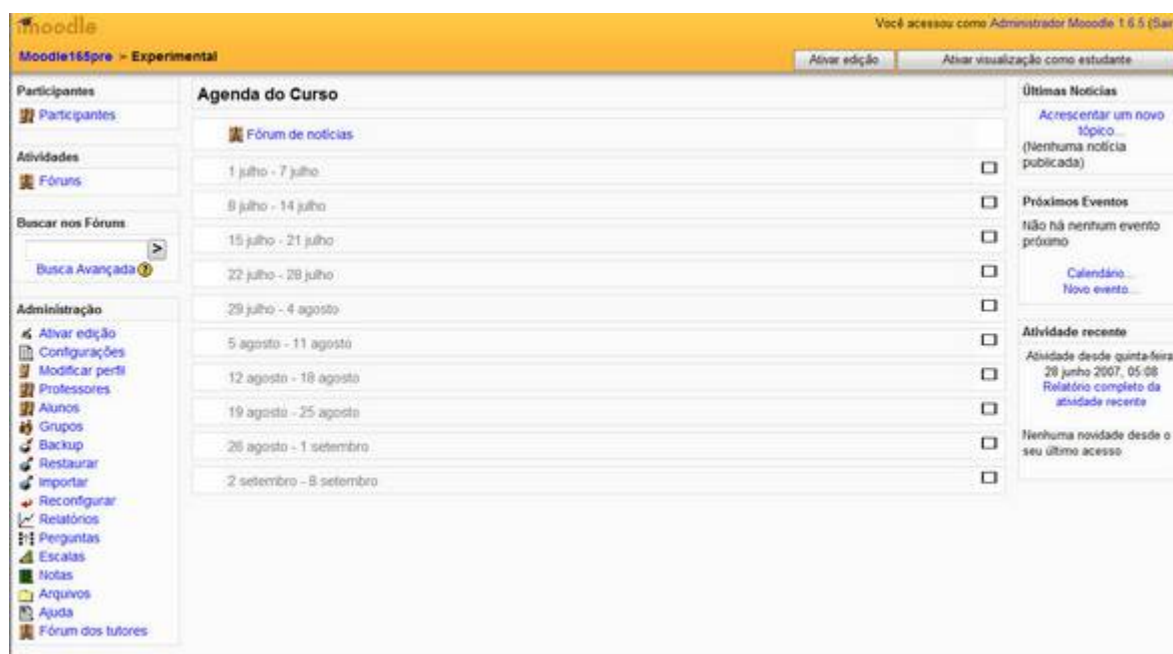 moodle
Você acessou como Administrador Mooodle 1.6.5 (Sair
Moodle165pre » Experimental
Ativar edição
Ativar visualização como estudante
Participantes
Participantes
Atividades
Fóruns
Buscar nos Fóruns
>
Busca Avançada ?
Administração
Ativar edição
Configurações
Modificar perfil
Professores
Alunos
Grupos
Backup
Restaurar
Importar
Reconfigurar
Relatórios
Perguntas
Escalas
Notas
Arquivos
Ajuda
Fórum dos tutores
Agenda do Curso
Fórum de notícias
1 julho - 7 julho
8 julho - 14 julho
15 julho - 21 julho
22 julho - 28 julho
29 julho - 4 agosto
5 agosto - 11 agosto
12 agosto - 18 agosto
19 agosto - 25 agosto
26 agosto - 1 setembro
2 setembro - 8 setembro
Últimas Notícias
Acrescentar um novo
tópico...
(Nenhuma notícia
publicada)
Próximos Eventos
Não há nenhum evento
próximo
Calendário...
Novo evento...
Atividade recente
Atividade desde quinta-feira
28 junho 2007, 05:08
Relatório completo da
atividade recente
Nenhuma novidade desde o
seu último acesso